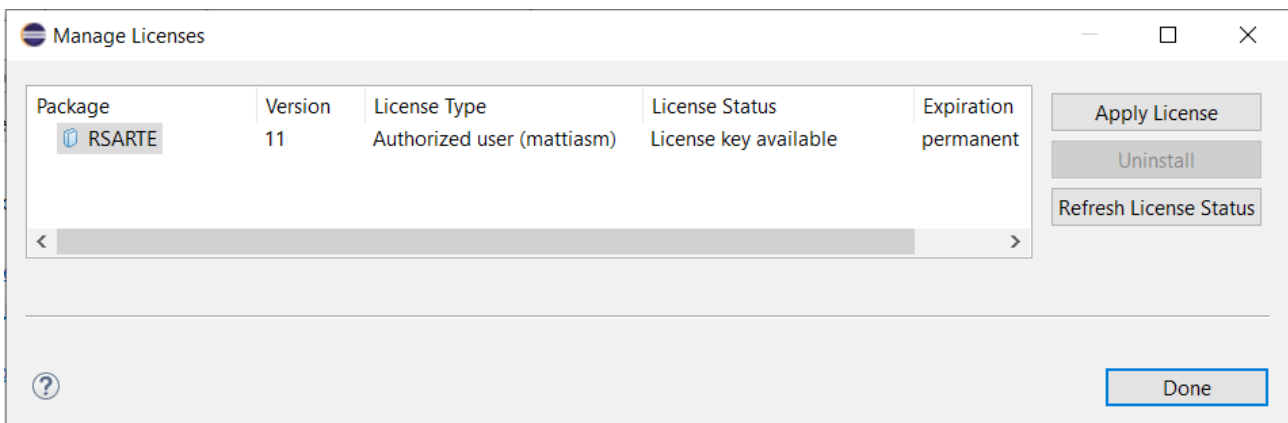 Manage Licenses
Package Version License Type License Status Expiration
RSARTE 11 Authorized user (mattiasm) License key available permanent
Apply License
Uninstall
Refresh License Status
?
Done